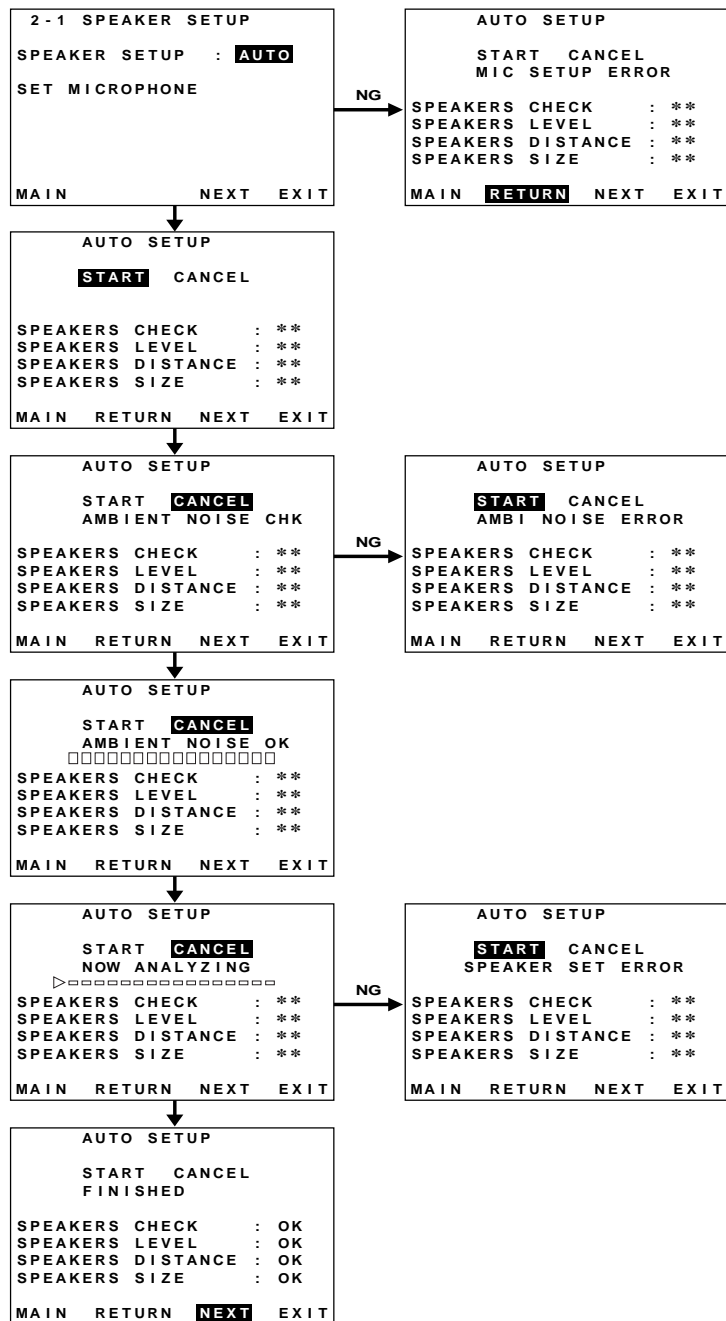 2-1 SPEAKER SETUP
SPEAKER SETUP : AUTO
SET MICROPHONE
MAIN NEXT EXIT
NG
AUTO SETUP
START CANCEL
MIC SETUP ERROR
SPEAKERS CHECK : **
SPEAKERS LEVEL : **
SPEAKERS DISTANCE : **
SPEAKERS SIZE : **
MAIN RETURN NEXT EXIT
AUTO SETUP
START CANCEL
SPEAKERS CHECK : **
SPEAKERS LEVEL : **
SPEAKERS DISTANCE : **
SPEAKERS SIZE : **
MAIN RETURN NEXT EXIT
AUTO SETUP
START CANCEL
AMBIENT NOISE CHK
SPEAKERS CHECK : **
SPEAKERS LEVEL : **
SPEAKERS DISTANCE : **
SPEAKERS SIZE : **
MAIN RETURN NEXT EXIT
NG
AUTO SETUP
START CANCEL
AMBI NOISE ERROR
SPEAKERS CHECK : **
SPEAKERS LEVEL : **
SPEAKERS DISTANCE : **
SPEAKERS SIZE : **
MAIN RETURN NEXT EXIT
AUTO SETUP
START CANCEL
AMBIENT NOISE OK
SPEAKERS CHECK : **
SPEAKERS LEVEL : **
SPEAKERS DISTANCE : **
SPEAKERS SIZE : **
MAIN RETURN NEXT EXIT
AUTO SETUP
START CANCEL
NOW ANALYZING
SPEAKERS CHECK : **
SPEAKERS LEVEL : **
SPEAKERS DISTANCE : **
SPEAKERS SIZE : **
MAIN RETURN NEXT EXIT
NG
AUTO SETUP
START CANCEL
SPEAKER SET ERROR
SPEAKERS CHECK : **
SPEAKERS LEVEL : **
SPEAKERS DISTANCE : **
SPEAKERS SIZE : **
MAIN RETURN NEXT EXIT
AUTO SETUP
START CANCEL
FINISHED
SPEAKERS CHECK : OK
SPEAKERS LEVEL : OK
SPEAKERS DISTANCE : OK
SPEAKERS SIZE : OK
MAIN RETURN NEXT EXIT